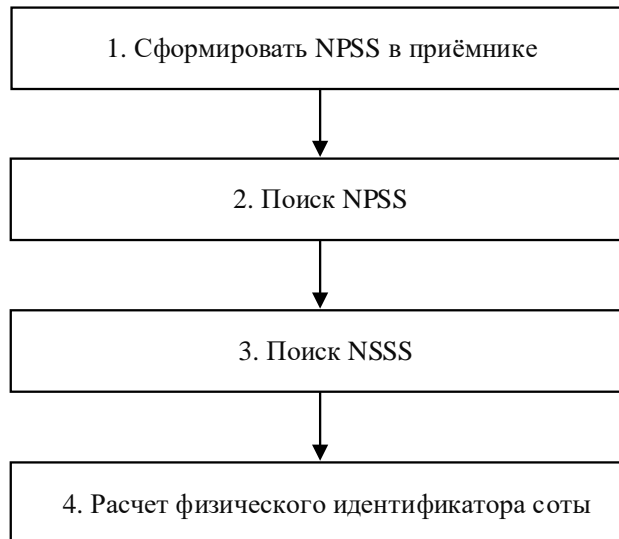 1. Сформировать NPSS в приёмнике
2. Поиск NPSS
3. Поиск NSSS
4. Расчет физического идентификатора соты